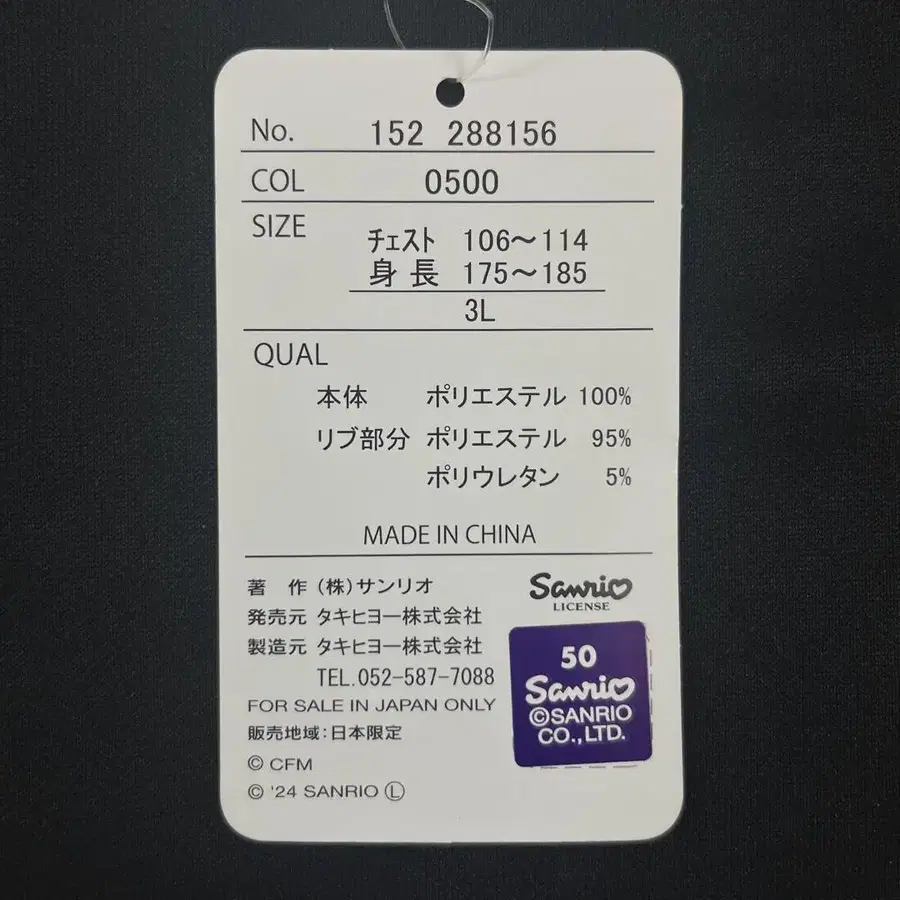 No. 152 288156
COL 0500
SIZE
チェスト 106～114
身長 175～185
3L
QUAL
本体 ポリエステル 100%
リブ部分 ポリエステル 95%
ポリウレタン 5%
MADE IN CHINA
著 作 (株)サンリオ
発売元 タキヒヨー株式会社
製造元 タキヒヨー株式会社
TEL.052-587-7088
FOR SALE IN JAPAN ONLY
販売地域:日本限定
© CFM
© '24 SANRIO Ⓛ
Sanrio
LICENSE
50
Sanrio
©SANRIO
CO.,LTD.